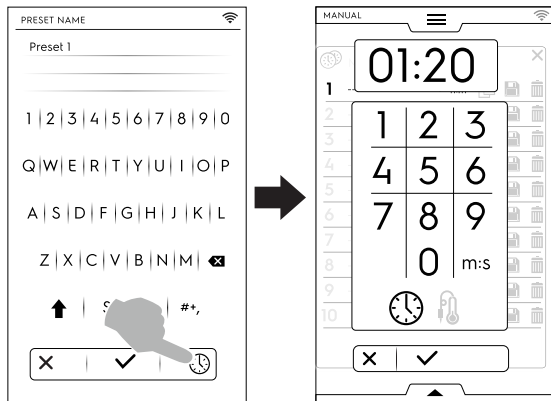 PRESET NAME
Preset 1
1 2 3 4 5 6 7 8 9 0
Q W E R T Y U I O P
A S D F G H J K L
Z X C V B N M
#+,
MANUAL
01:20
1
2
3
4
5
6
7
8
9
10
1 2 3
4 5 6
7 8 9
0 m:s